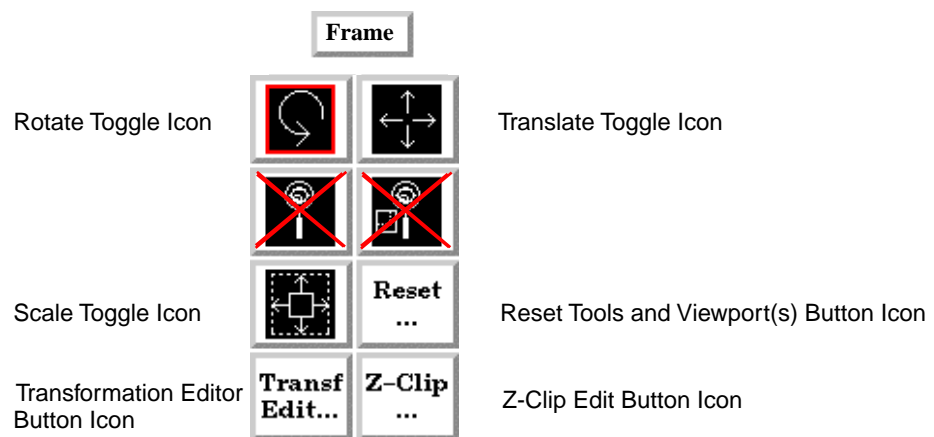 Frame
Rotate Toggle Icon
Translate Toggle Icon
Scale Toggle Icon
Reset
...
Reset Tools and Viewport(s) Button Icon
Transformation Editor
Button Icon
Transf
Edit...
Z-Clip
...
Z-Clip Edit Button Icon